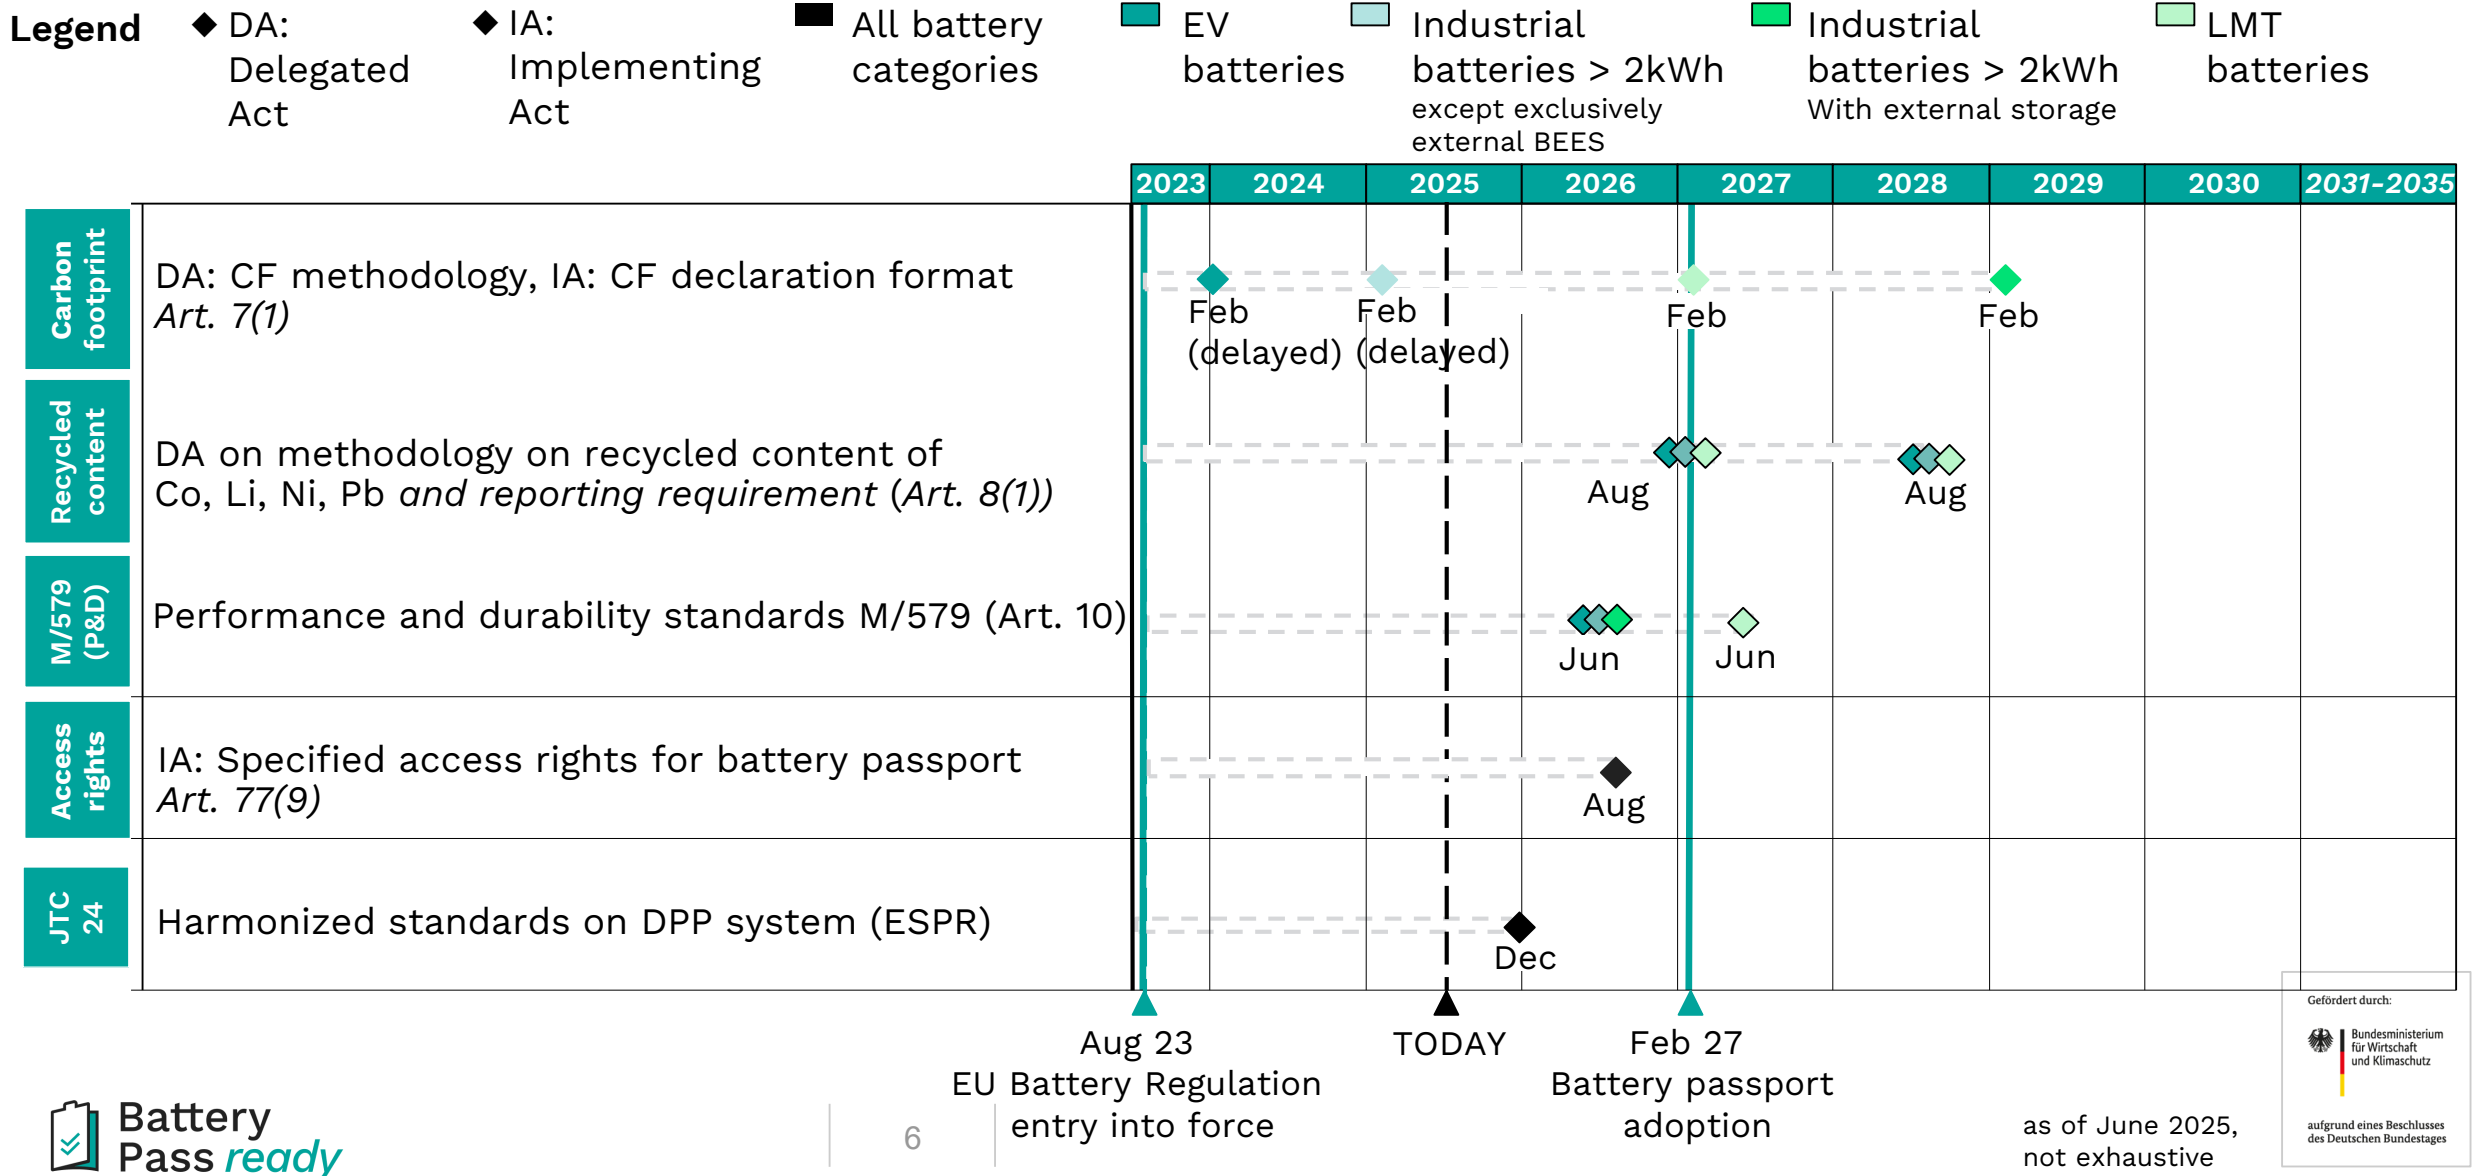 Legend
DA:
Delegated
Act
IA:
Implementing
Act
All battery
categories
EV
batteries
Industrial
batteries > 2kWh
except exclusively
external BEES
Industrial
batteries > 2kWh
With external storage
LMT
batteries
2023 2024 2025 2026 2027 2028 2029 2030 2031-2035
Carbon
footprint
DA: CF methodology, IA: CF declaration format
Art. 7(1)
Feb
(delayed)
Feb
(delayed)
Feb
Feb
Recycled
content
DA on methodology on recycled content of
Co, Li, Ni, Pb and reporting requirement (Art. 8(1))
Aug
Aug
M/579
(P&D)
Performance and durability standards M/579 (Art. 10)
Jun
Jun
Access
rights
IA: Specified access rights for battery passport
Art. 77(9)
Aug
JTC
24
Harmonized standards on DPP system (ESPR)
Dec
Aug 23
EU Battery Regulation
entry into force
TODAY
Feb 27
Battery passport
adoption
Battery
Pass ready
6
as of June 2025,
not exhaustive
Gefördert durch:
Bundesministerium
für Wirtschaft
und Klimaschutz
aufgrund eines Beschlusses
des Deutschen Bundestages